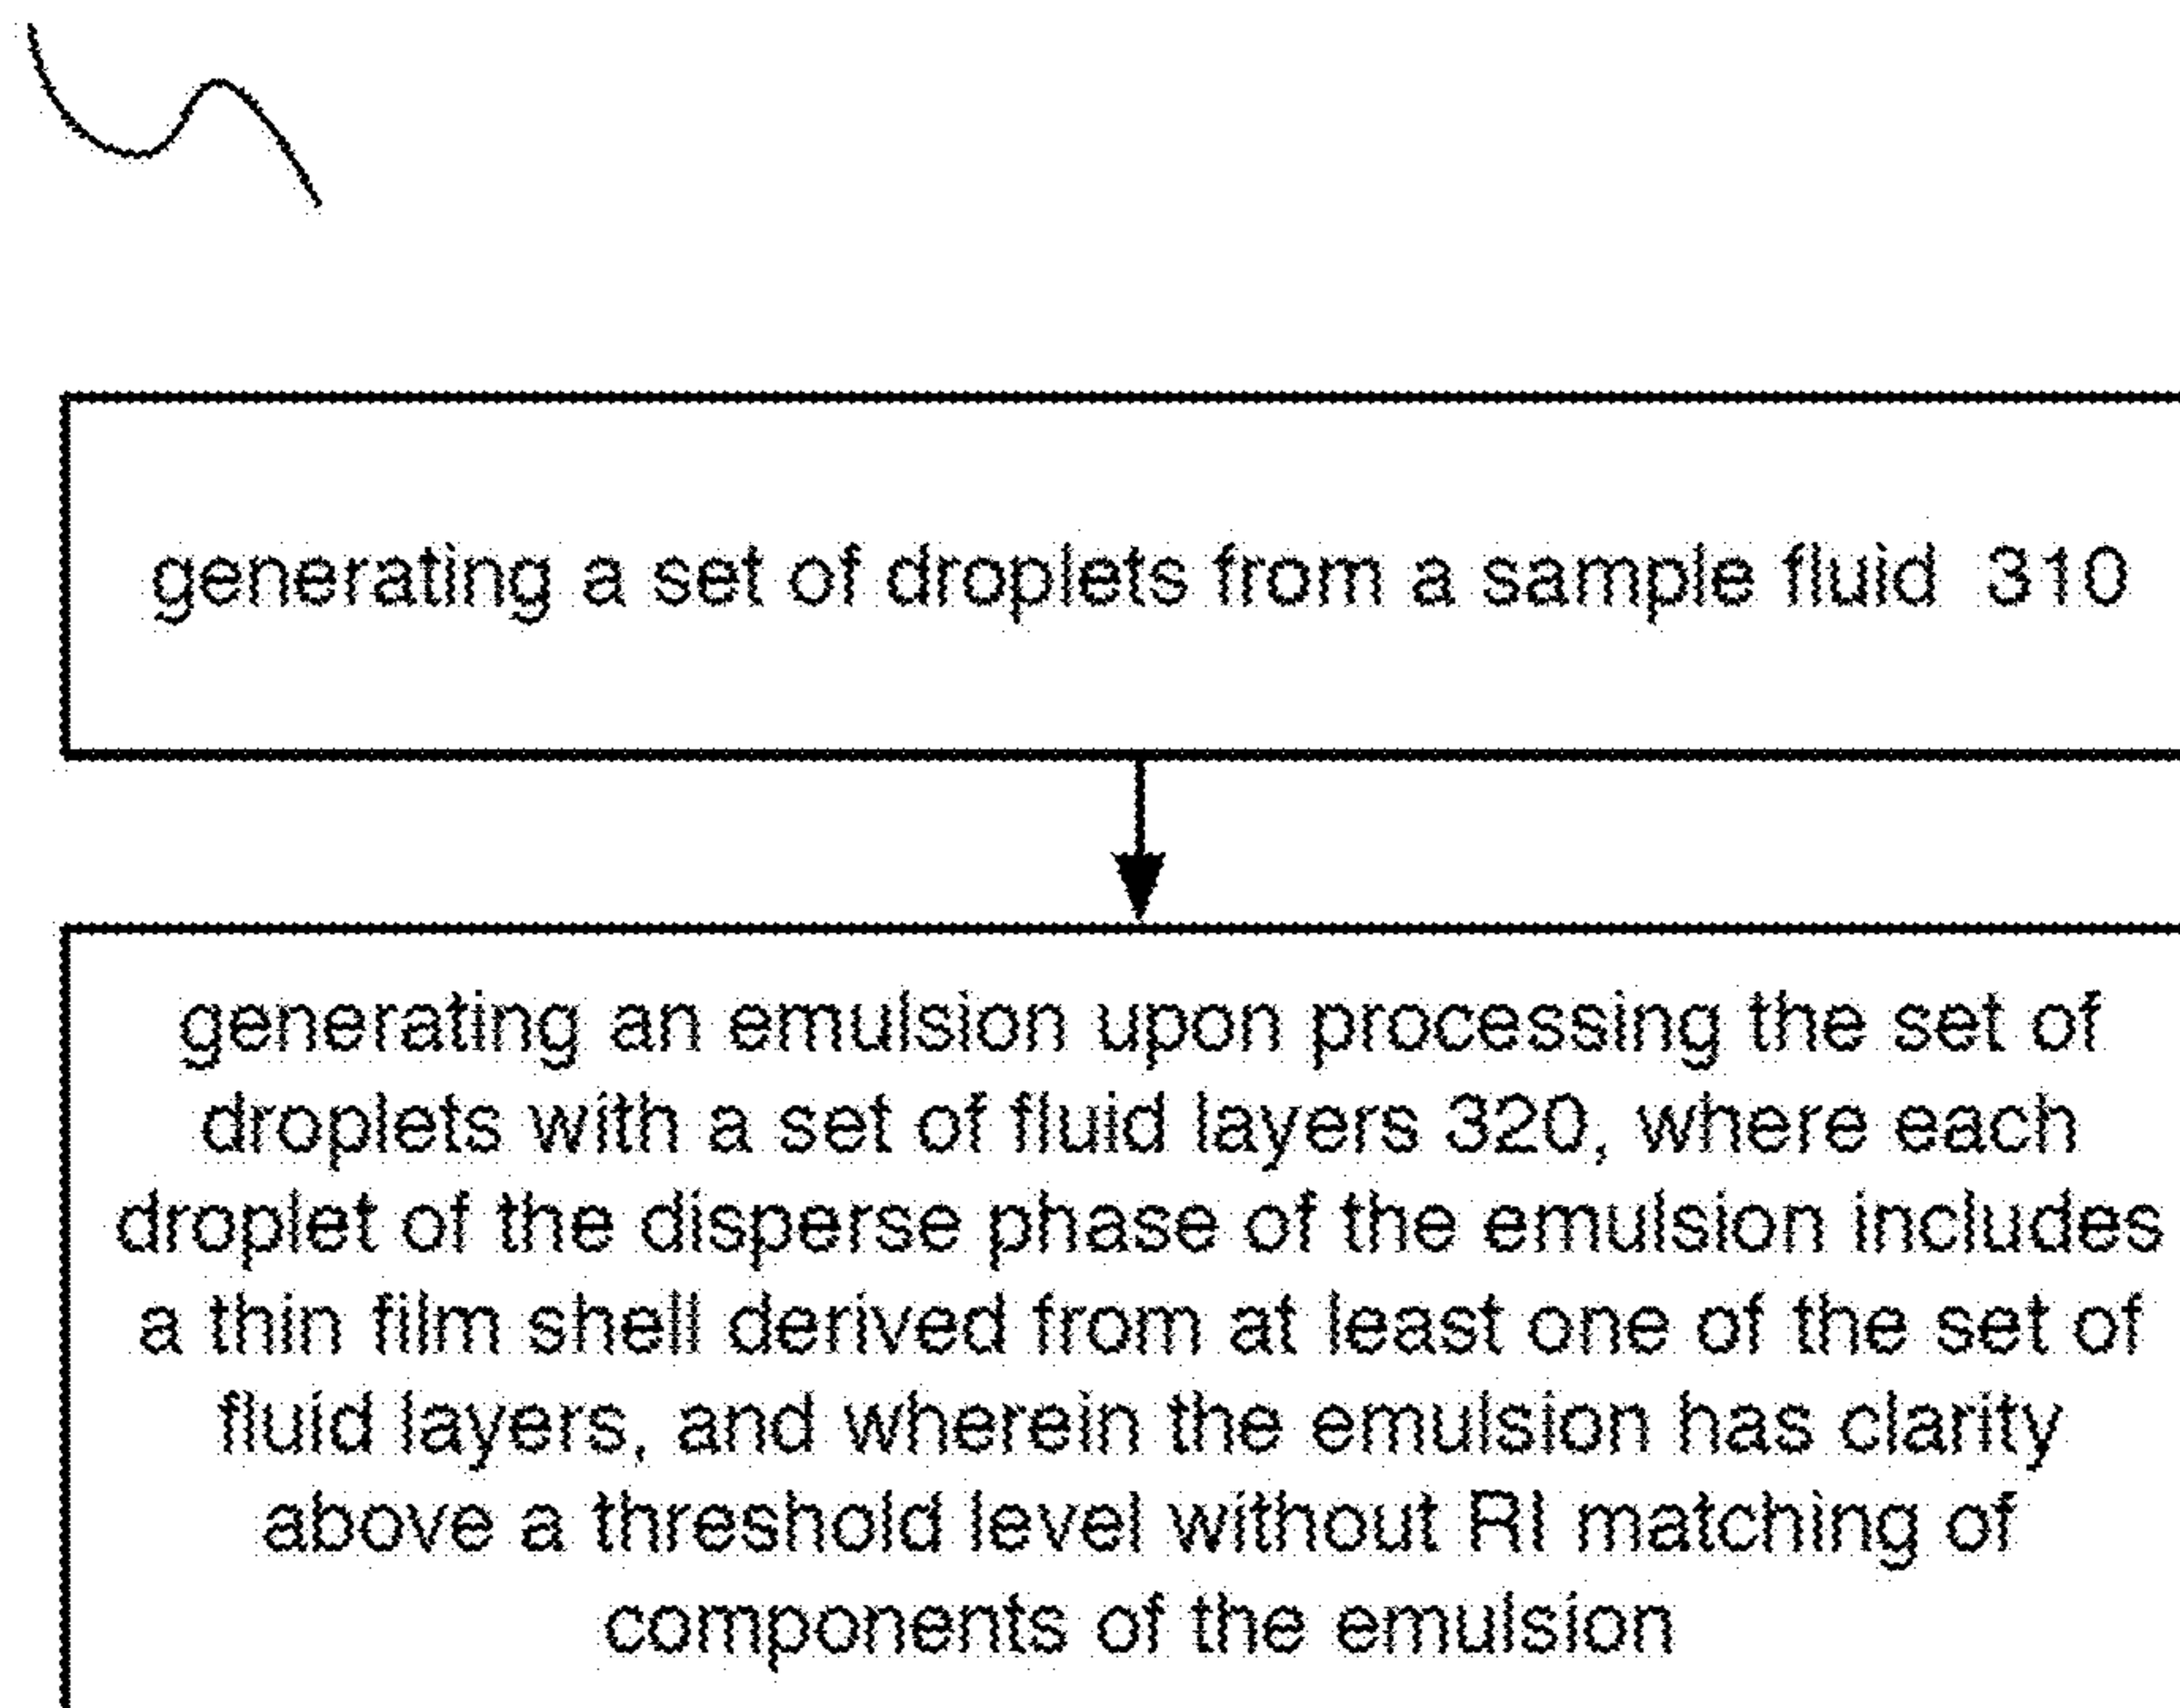 generating a set of droplets from a sample fluid 310
generating an emulsion upon processing the set of
droplets with a set of fluid layers 320, where each
droplet of the disperse phase of the emulsion includes
a thin film shell derived from at least one of the set of
fluid layers, and wherein the emulsion has clarity
above a threshold level without RI matching of
components of the emulsion